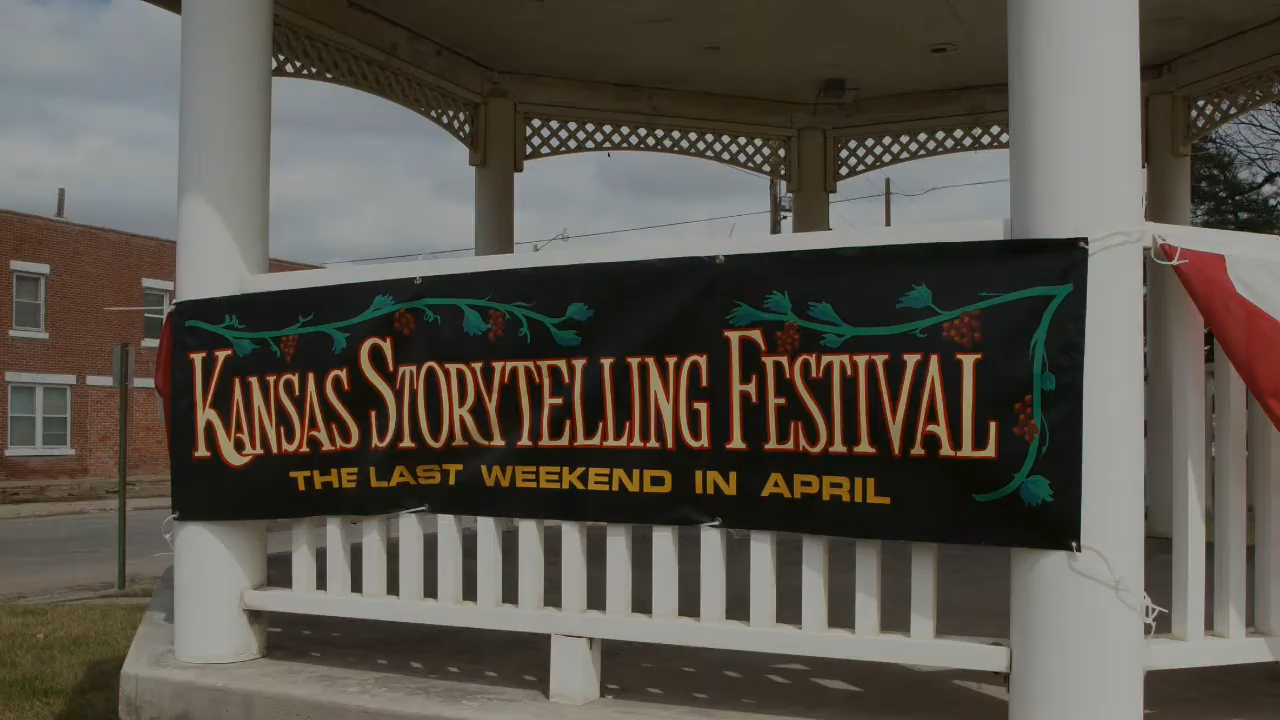 KANSAS STORYTELLING FESTIVAL
THE LAST WEEKEND IN APRIL